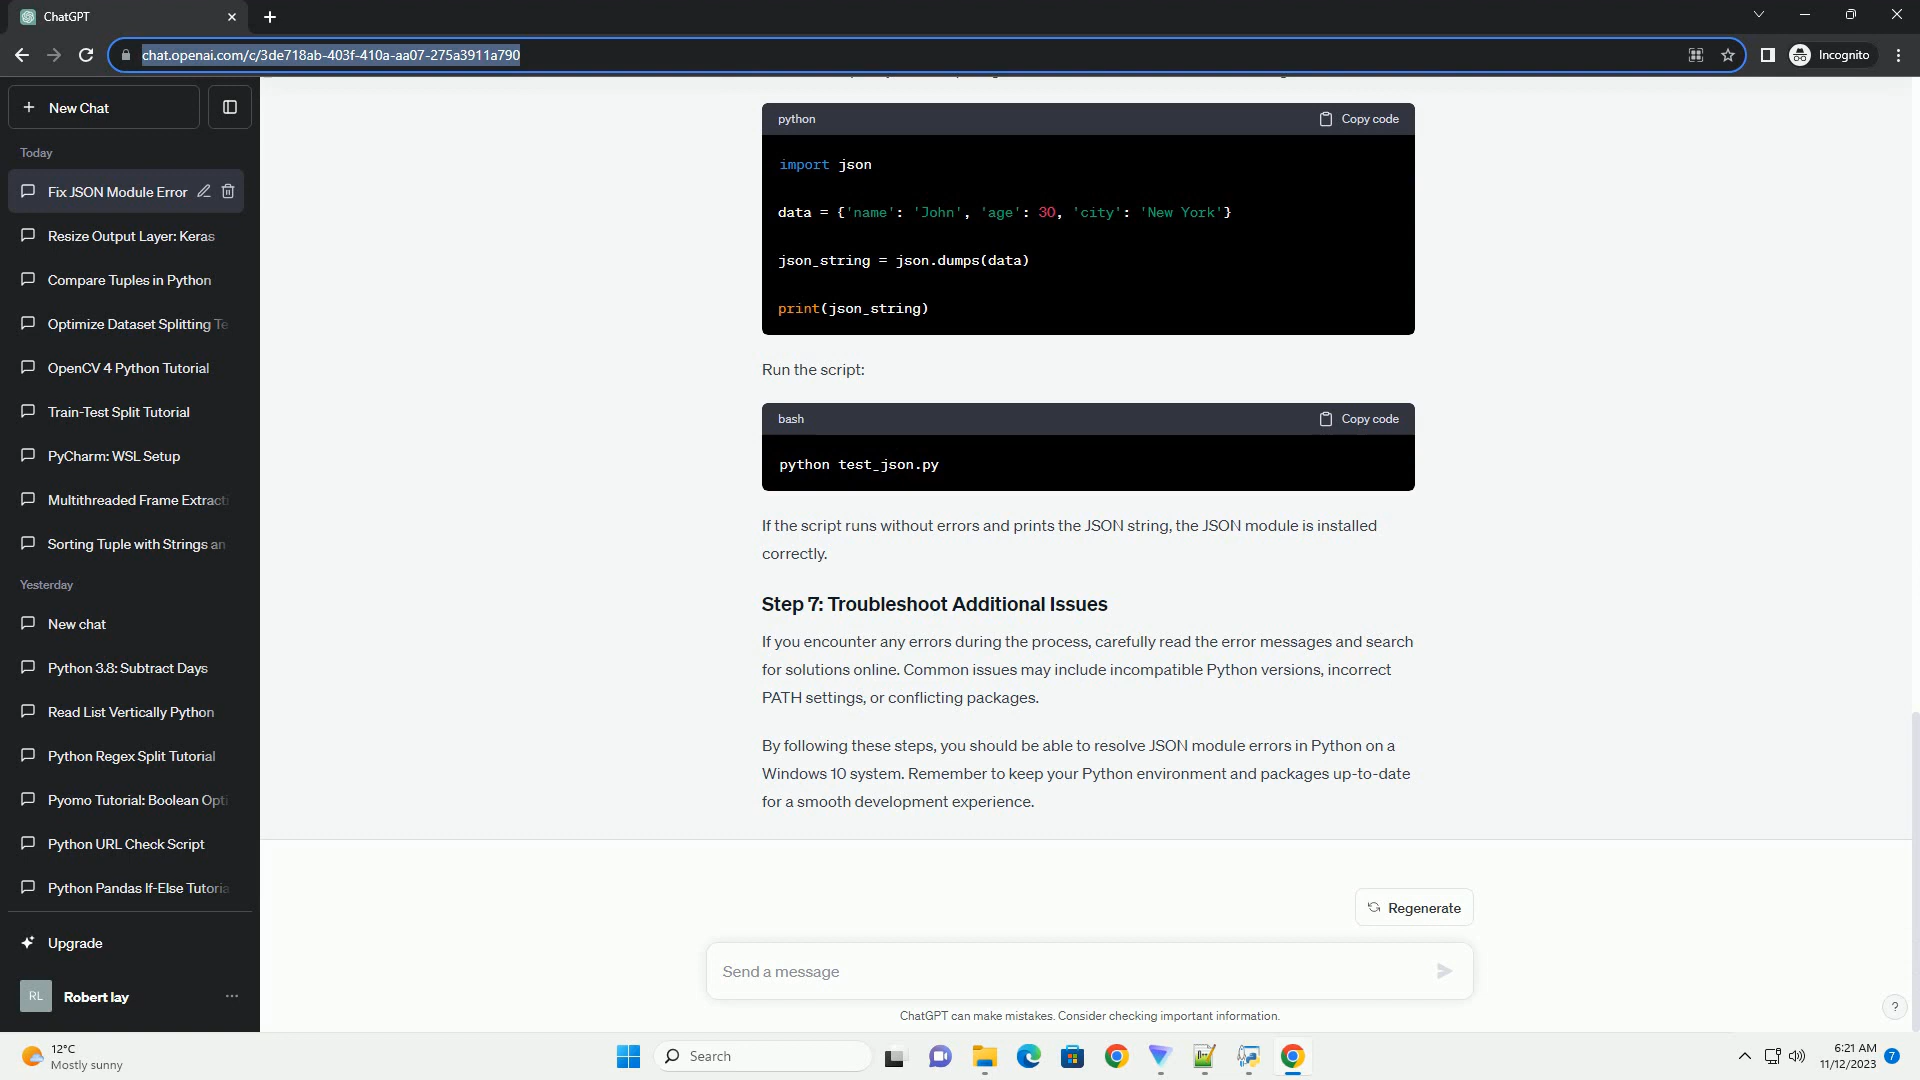 ChatGPT
chat.openai.com/c/3de718ab-403f-410a-aa07-275a3911a790
Incognito
New Chat
Today
Fix JSON Module Error
Resize Output Layer: Keras
Compare Tuples in Python
Optimize Dataset Splitting Te
OpenCV 4 Python Tutorial
Train-Test Split Tutorial
PyCharm: WSL Setup
Multithreaded Frame Extracti
Sorting Tuple with Strings an
Yesterday
New chat
Python 3.8: Subtract Days
Read List Vertically Python
Python Regex Split Tutorial
Pyomo Tutorial: Boolean Opti
Python URL Check Script
Python Pandas If-Else Tutoria
Upgrade
RL Robert lay
python Copy code
import json
data = {'name': 'John', 'age': 30, 'city': 'New York'}
json_string = json.dumps(data)
print(json_string)
Run the script:
bash Copy code
python test_json.py
If the script runs without errors and prints the JSON string, the JSON module is installed
correctly.
Step 7: Troubleshoot Additional Issues
If you encounter any errors during the process, carefully read the error messages and search
for solutions online. Common issues may include incompatible Python versions, incorrect
PATH settings, or conflicting packages.
By following these steps, you should be able to resolve JSON module errors in Python on a
Windows 10 system. Remember to keep your Python environment and packages up-to-date
for a smooth development experience.
Regenerate
Send a message
ChatGPT can make mistakes. Consider checking important information.
?
12°C
Mostly sunny
Search
6:21 AM
11/12/2023
7